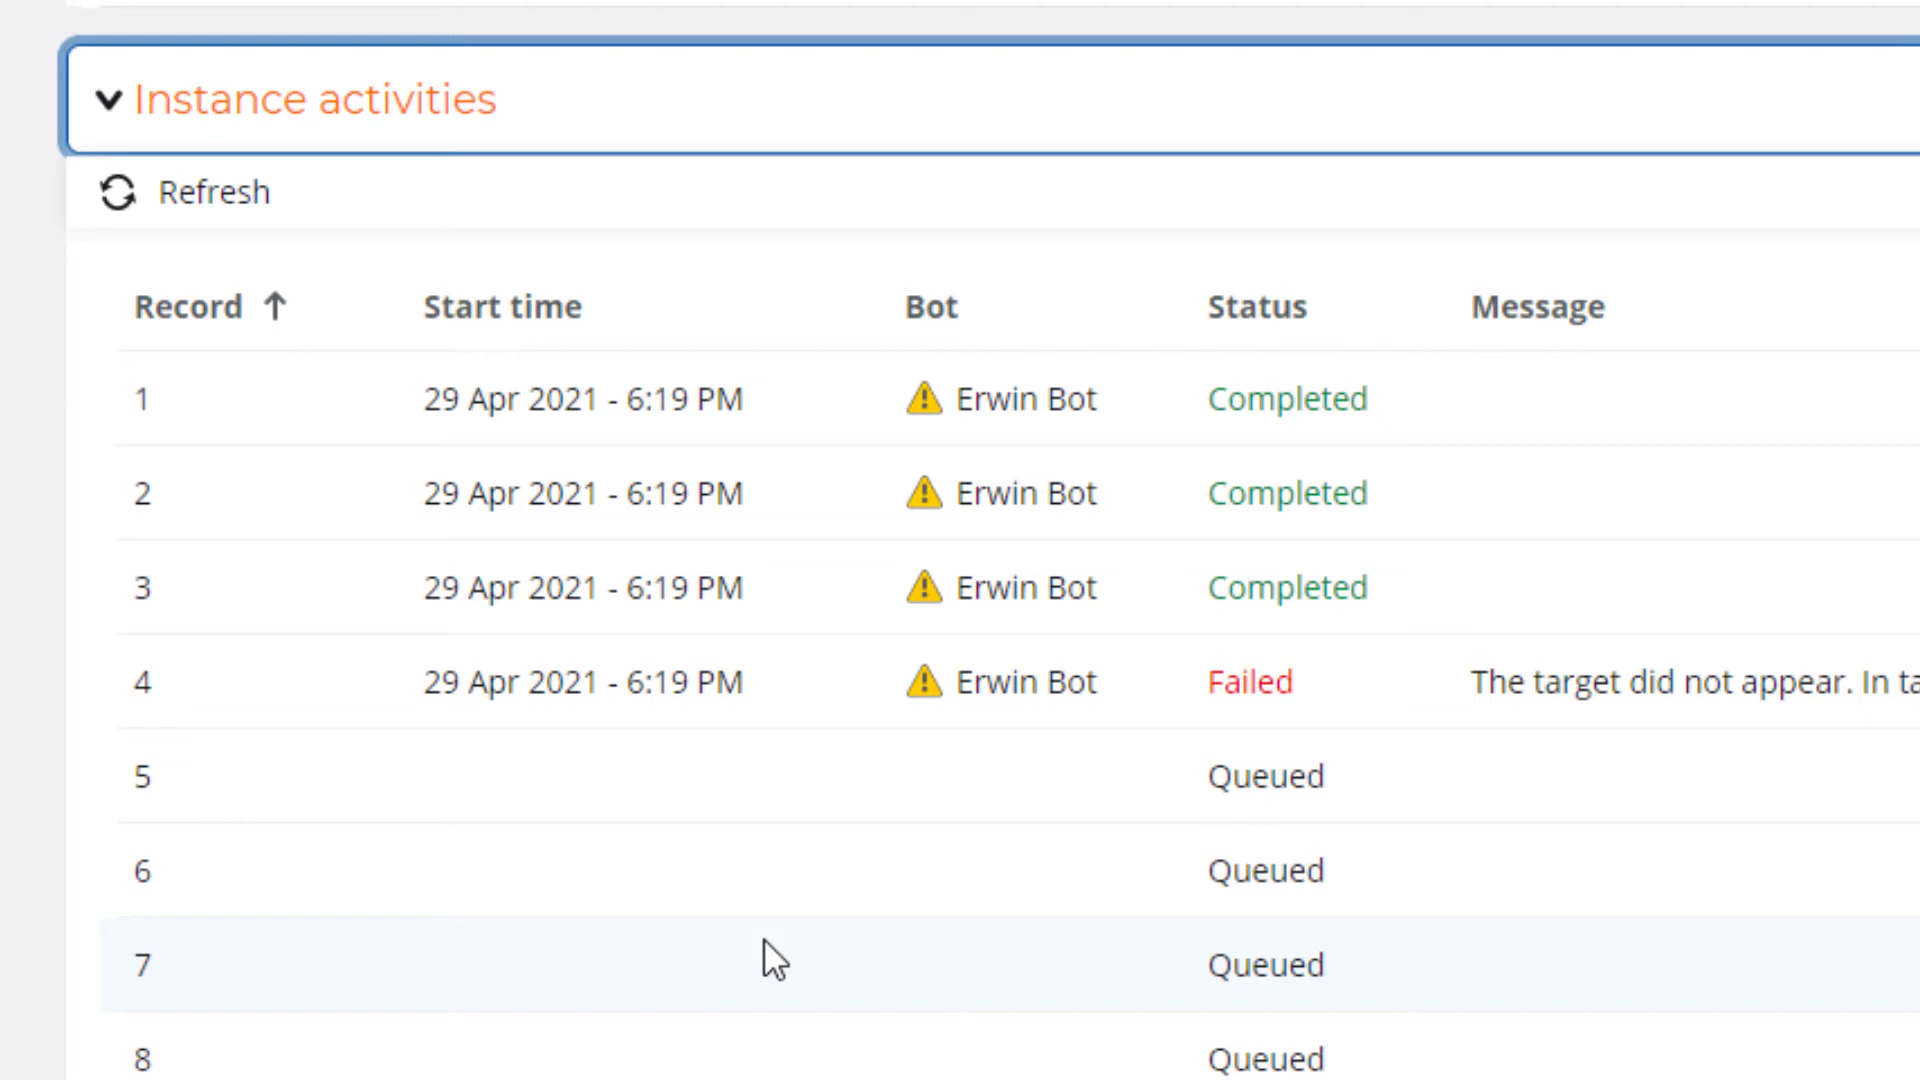 Instance activities
Refresh
Record Start time Bot Status Message
1 29 Apr 2021 - 6:19 PM Erwin Bot Completed
2 29 Apr 2021 - 6:19 PM Erwin Bot Completed
3 29 Apr 2021 - 6:19 PM Erwin Bot Completed
4 29 Apr 2021 - 6:19 PM Erwin Bot Failed The target did not appear. In
5 Queued
6 Queued
7 Queued
8 Queued